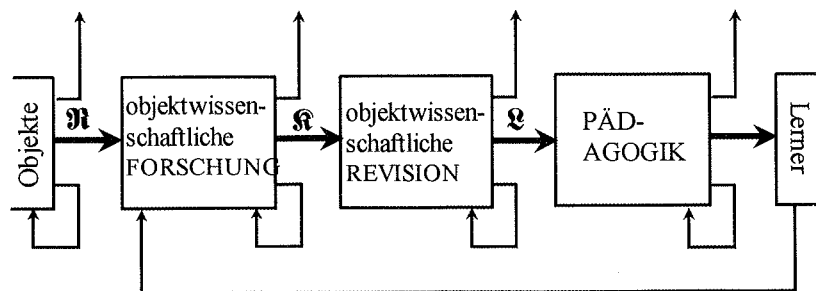 Objekte
ℜ
objektwissen-
schaftliche
FORSCHUNG
𝔎
objektwissen-
schaftliche
REVISION
𝔏
PÄD-
AGOGIK
Lerner